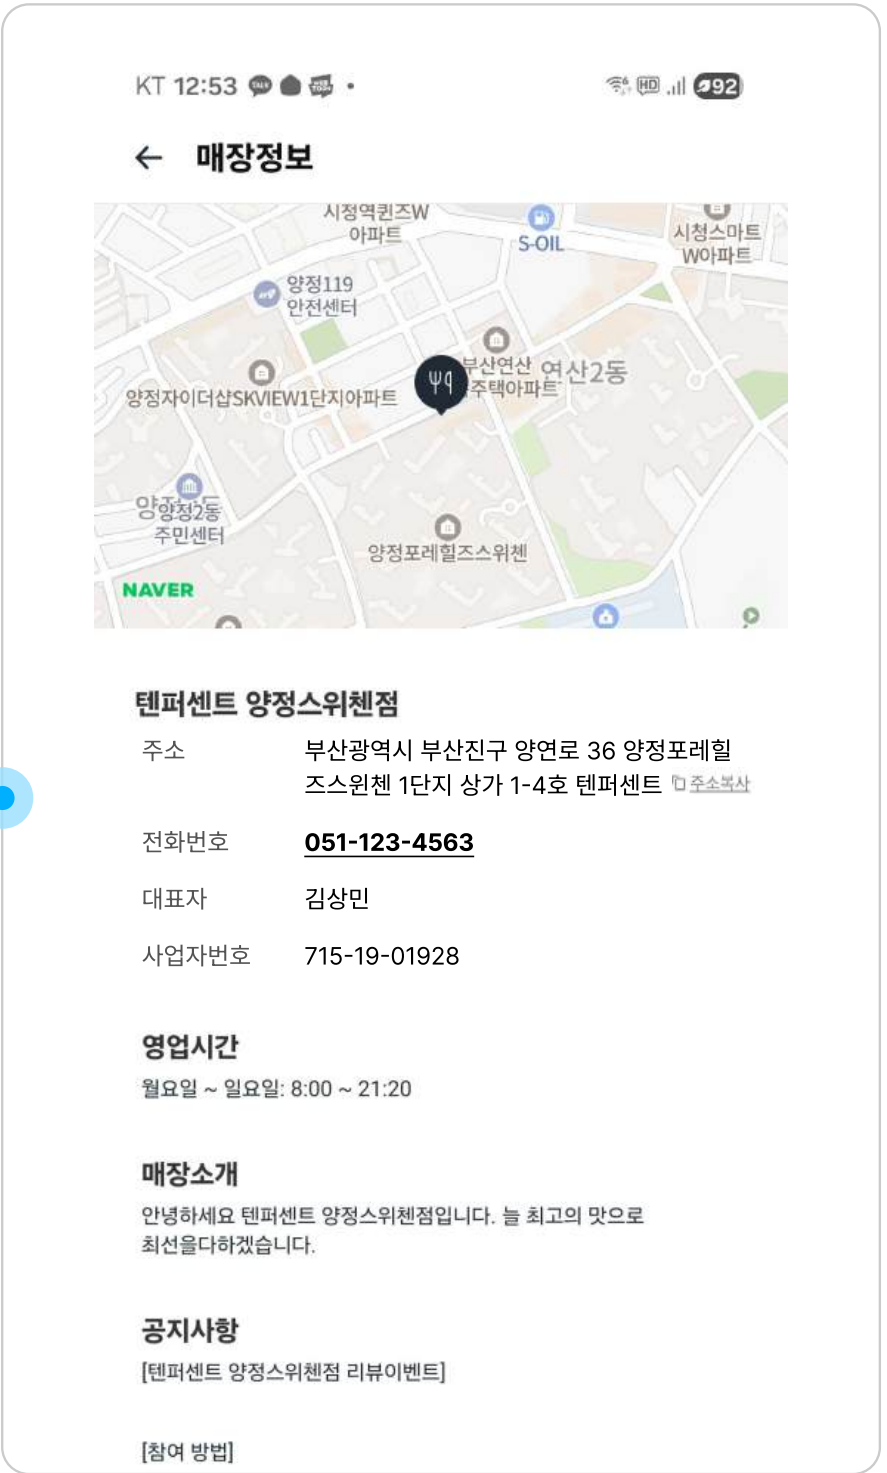 KT 12:53
HD
92
← 매장정보
시청역퀸즈W
아파트
S-OIL
시청스마트
W아파트
양정119
안전센터
부산연산
주택아파트
연산2동
양정자이더샵SKVIEW1단지아파트
양정2동
주민센터
양정포레힐즈스위첸
NAVER
텐퍼센트 양정스위첸점
주소 부산광역시 부산진구 양연로 36 양정포레힐
즈스윈첸 1단지 상가 1-4호 텐퍼센트 주소복사
전화번호 051-123-4563
대표자 김상민
사업자번호 715-19-01928
영업시간
월요일 ~ 일요일: 8:00 ~ 21:20
매장소개
안녕하세요 텐퍼센트 양정스위첸점입니다. 늘 최고의 맛으로
최선을다하겠습니다.
공지사항
[텐퍼센트 양정스위첸점 리뷰이벤트]
[참여 방법]